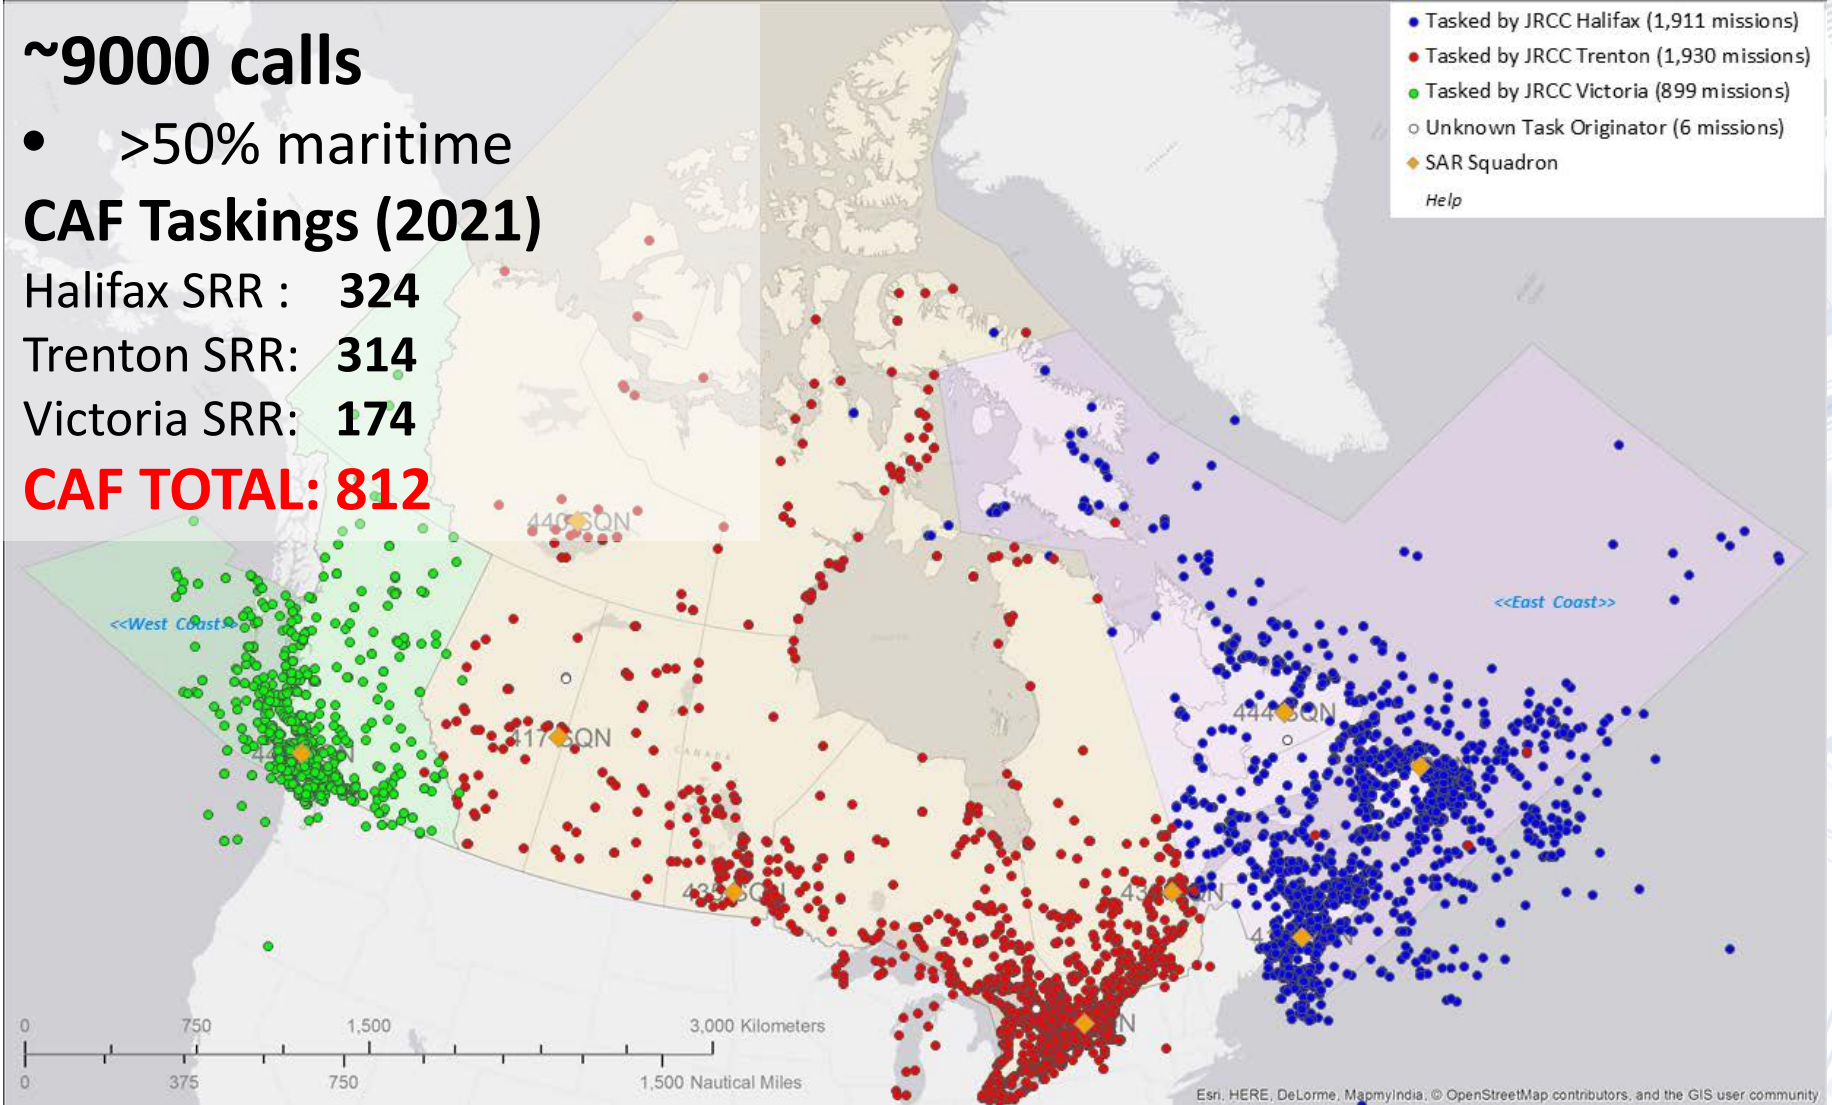 ~9000 calls
• >50% maritime
CAF Taskings (2021)
Halifax SRR : 324
Trenton SRR: 314
Victoria SRR: 174
CAF TOTAL: 812
Tasked by JRCC Halifax (1,911 missions)
Tasked by JRCC Trenton (1,930 missions)
Tasked by JRCC Victoria (899 missions)
Unknown Task Originator (6 missions)
SAR Squadron
Help
440 SQN
<<West Coast>>
<<East Coast>>
417 SQN
444 SQN
CANADA
435 SQN
0 750 1,500 3,000 Kilometers
0 375 750 1,500 Nautical Miles
Esri, HERE, DeLorme, MapmyIndia, © OpenStreetMap contributors, and the GIS user community